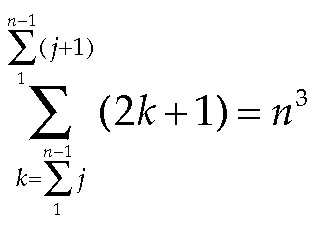 n−1
∑(j+1)
1
∑ (2k+1) = n³
n−1
k=∑j
1